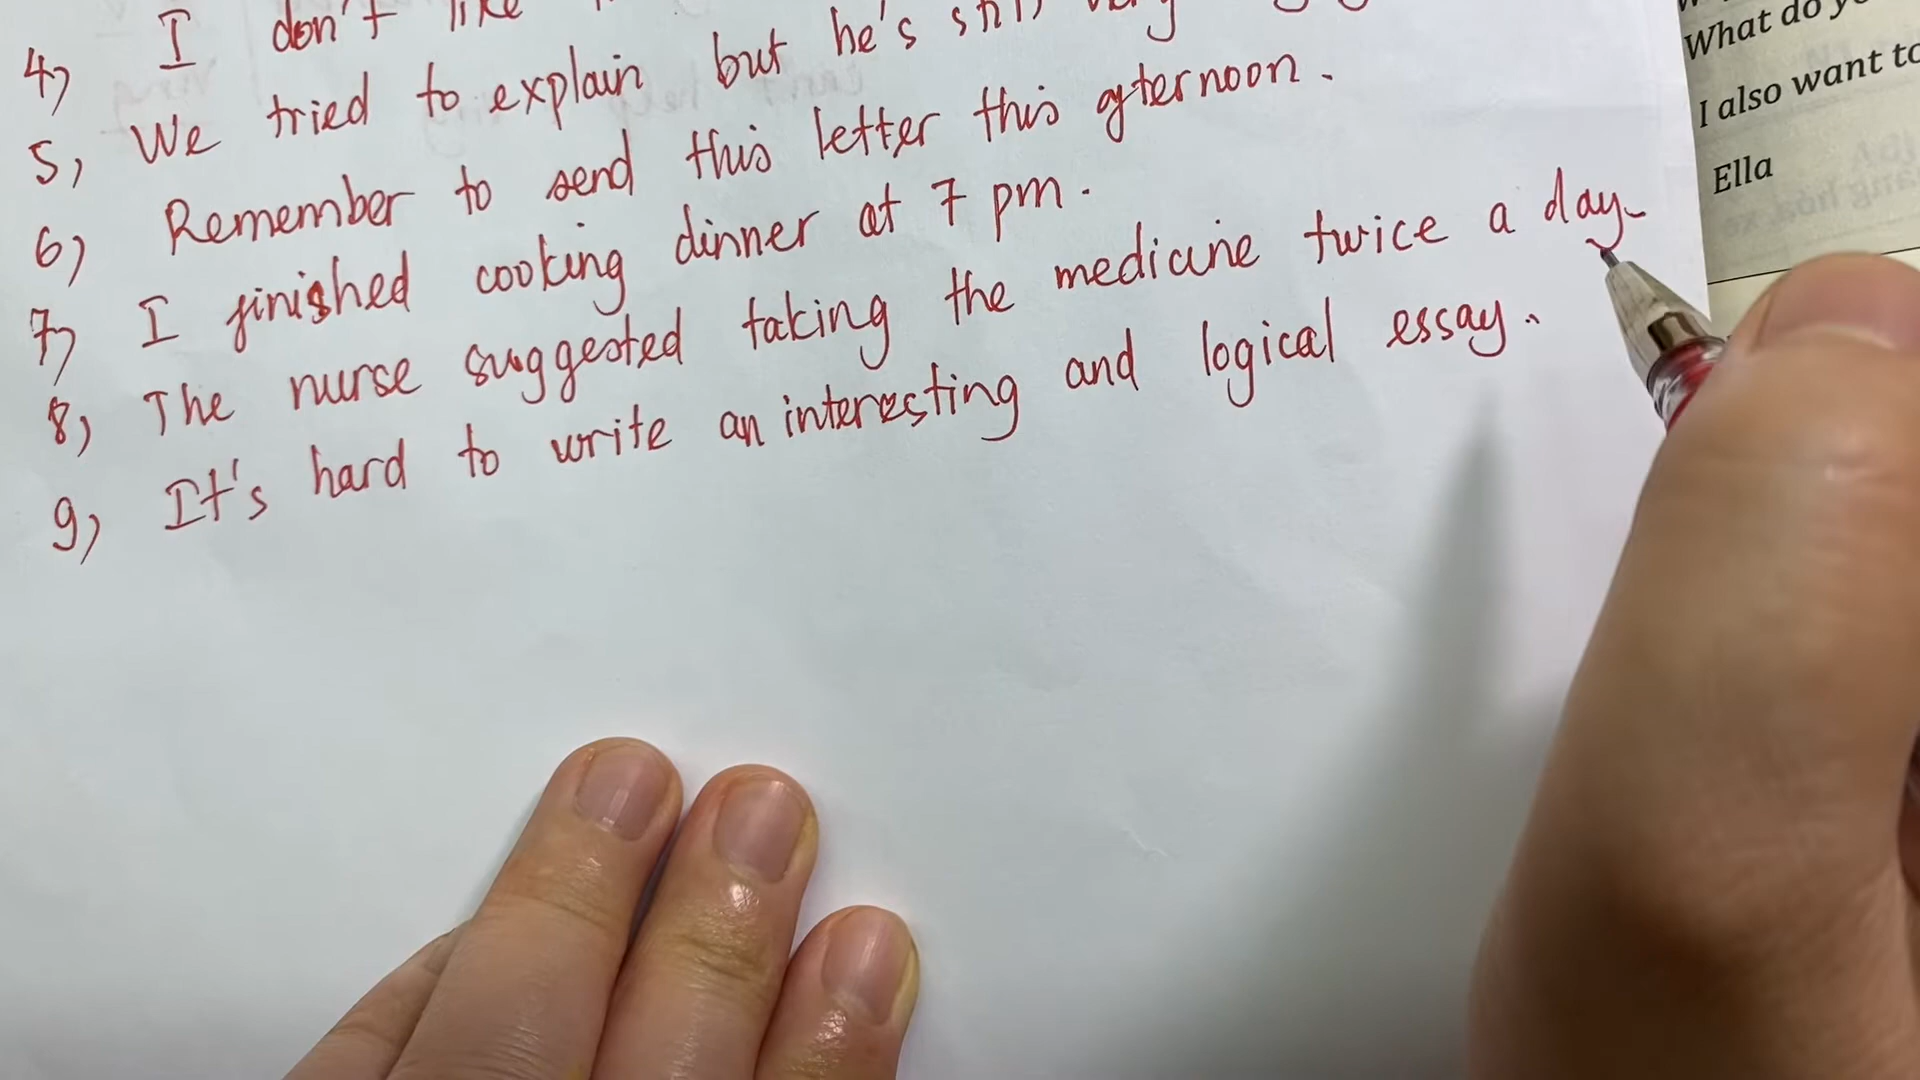 4) I don't like
5, We tried to explain but he's still very
6) Remember to send this letter this afternoon.
7) I finished cooking dinner at 7 pm.
8) The nurse suggested taking the medicine twice a day.
9, It's hard to write an interesting and logical essay.
What do
I also want to
Ella